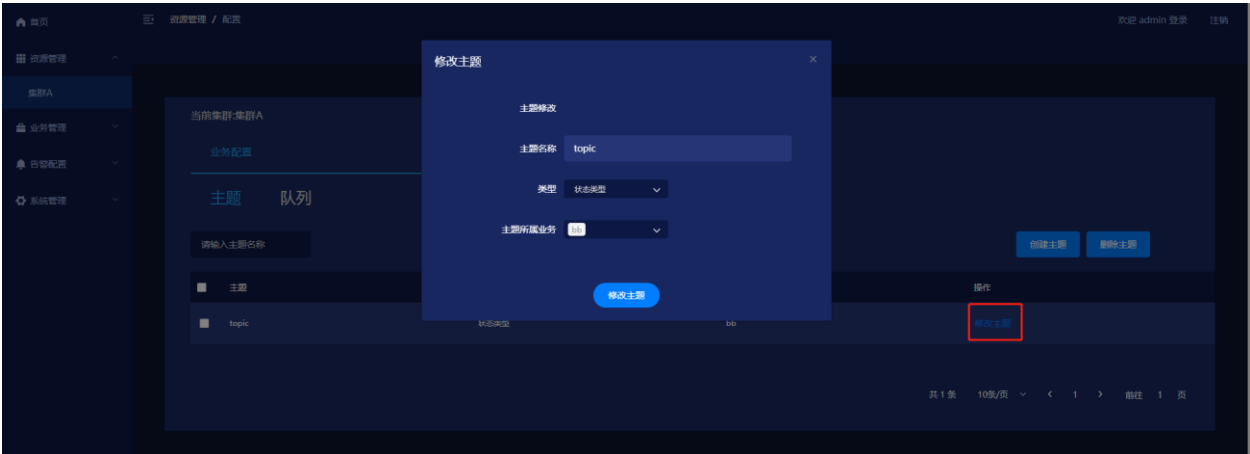 首页
资源管理 / 配置
欢迎 admin 登录 注销
资源管理
集群A
业务管理
告警配置
系统管理
当前集群:集群A
业务配置
主题 队列
请输入主题名称
创建主题 删除主题
主题 操作
topic 状态类型 bb 修改主题
共 1 条 10条/页 1 前往 1 页
修改主题
主题修改
主题名称 topic
类型 状态类型
主题所属业务 bb
修改主题